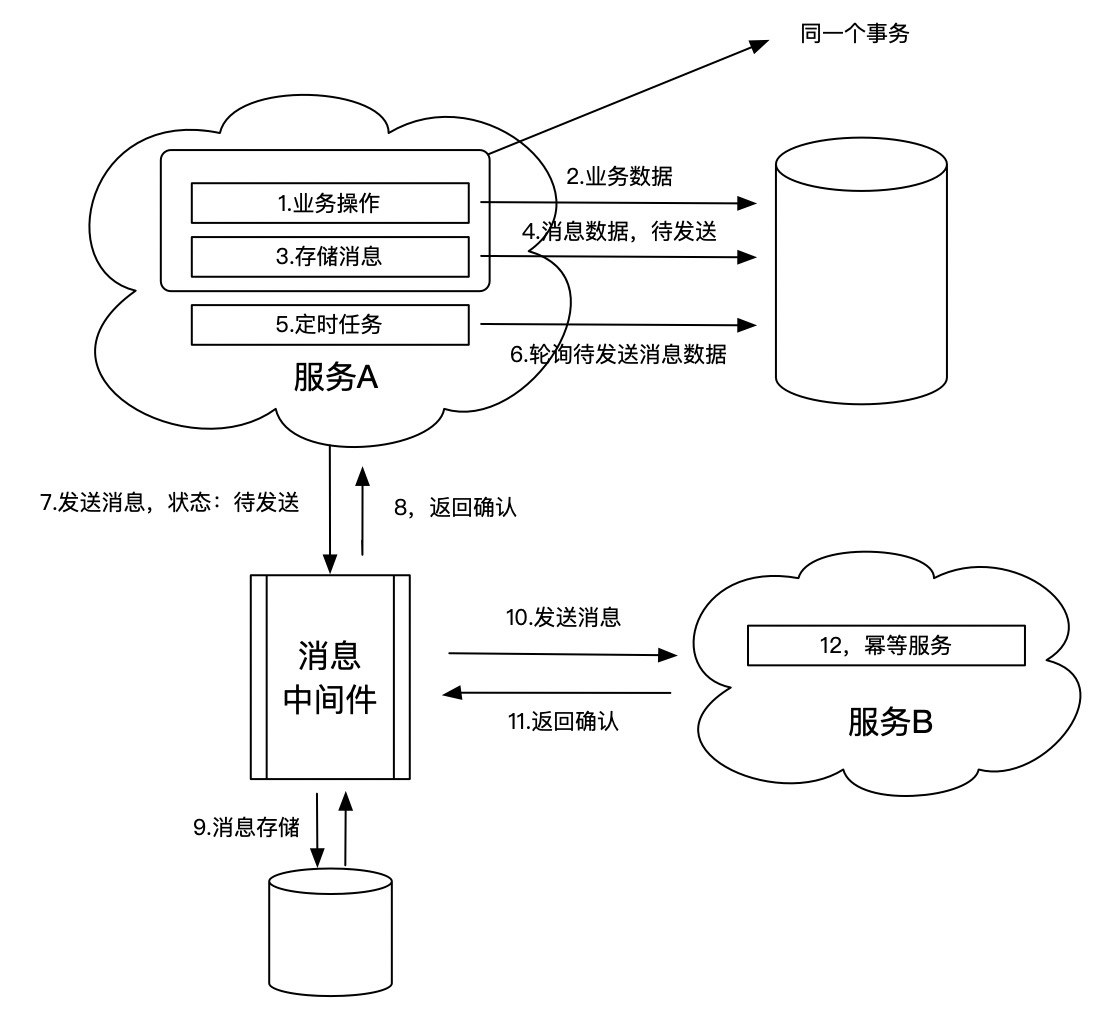 同一个事务
2.业务数据
1.业务操作
4.消息数据，待发送
3.存储消息
5.定时任务
6.轮询待发送消息数据
服务A
7.发送消息，状态：待发送
8，返回确认
消息
中间件
10.发送消息
11.返回确认
12，幂等服务
服务B
9.消息存储